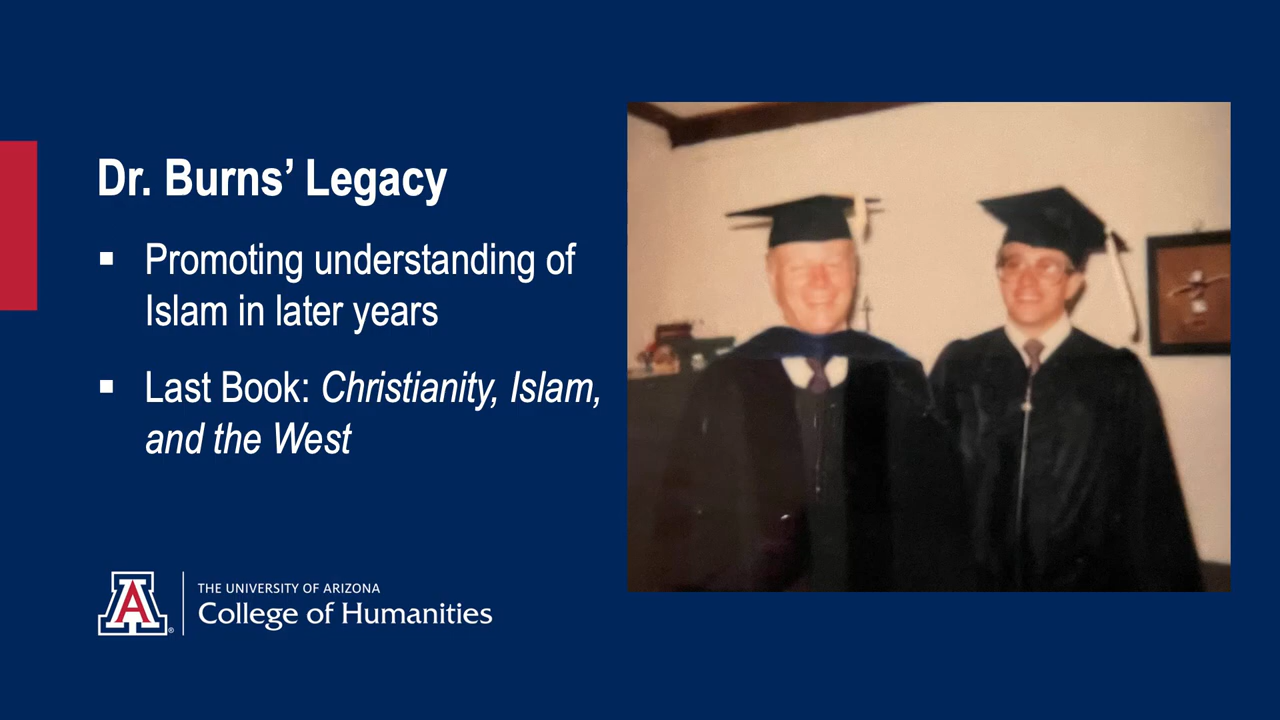 Dr. Burns’ Legacy
▪ Promoting understanding of
Islam in later years
▪ Last Book: Christianity, Islam,
and the West
A®
THE UNIVERSITY OF ARIZONA
College of Humanities